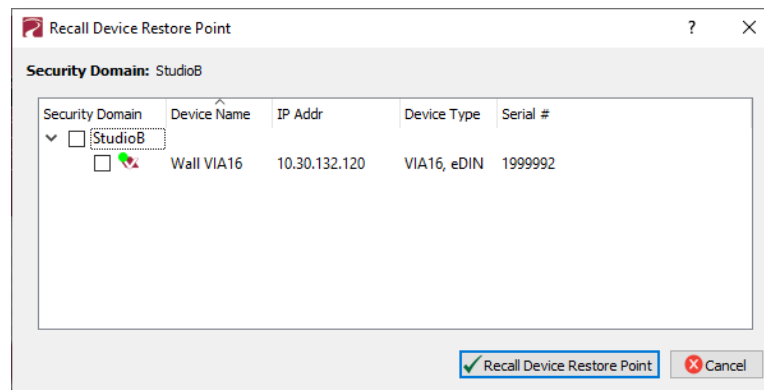 Recall Device Restore Point ?
Security Domain: StudioB
Security Domain Device Name IP Addr Device Type Serial #
StudioB
Wall VIA16 10.30.132.120 VIA16, eDIN 1999992
Recall Device Restore Point Cancel